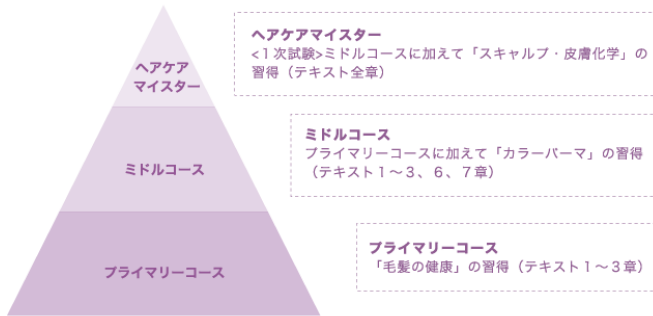 ヘアケア
マイスター
ヘアケアマイスター
<１次試験>ミドルコースに加えて「スキャルプ・皮膚化学」の
習得（テキスト全章）
ミドルコース
ミドルコース
プライマリーコースに加えて「カラーパーマ」の習得
（テキスト１～３、６、７章）
プライマリーコース
プライマリーコース
「毛髪の健康」の習得（テキスト１～３章）